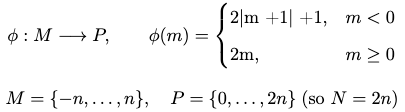 ϕ : M ⟶ P, ϕ(m) = { 2|m +1| +1, m < 0
2m, m ≥ 0
M = {−n, . . . , n}, P = {0, . . . , 2n} (so N = 2n)